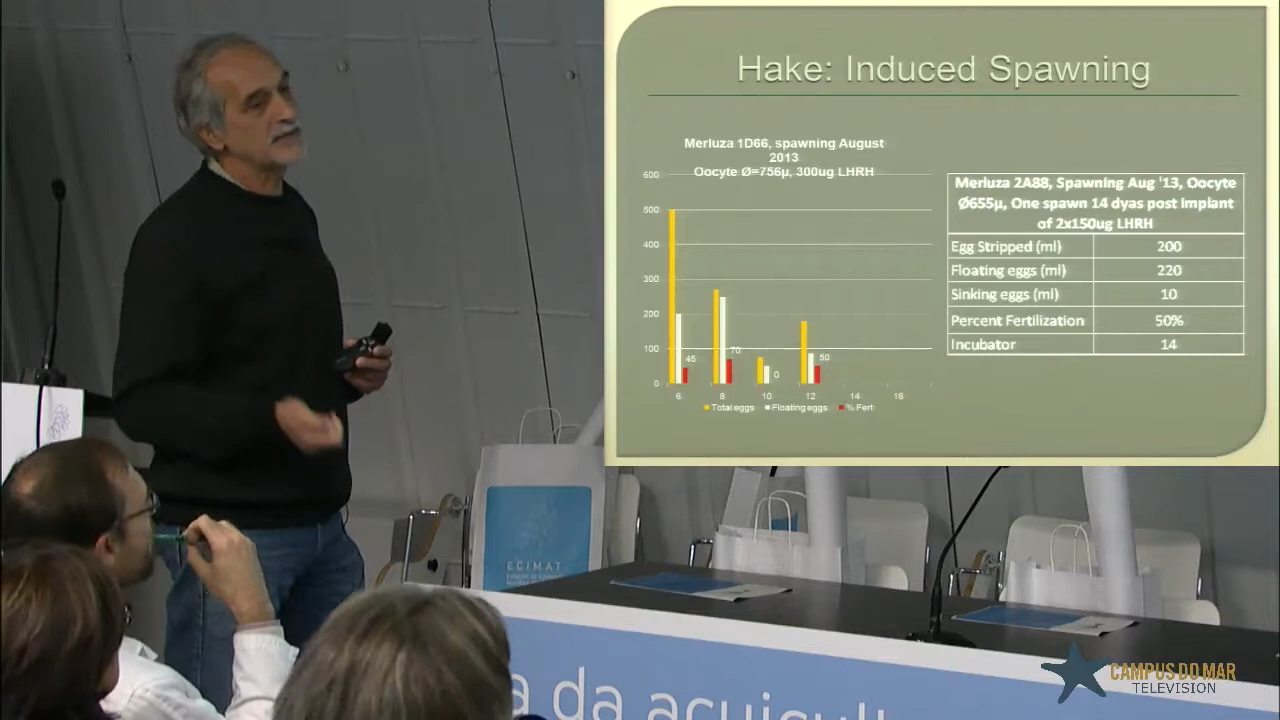 Hake: Induced Spawning
Merluza 1D66, spawning August
2013
Oocyte Ø=756µ, 300ug LHRH
600
500
400
300
200
100
0
45
70
0
50
6
8
10
12
14
16
Total eggs
Floating eggs
% Fert
Merluza 2A88, Spawning Aug '13, Oocyte
Ø655µ, One spawn 14 dyas post implant
of 2x150ug LHRH
Egg Stripped (ml) 200
Floating eggs (ml) 220
Sinking eggs (ml) 10
Percent Fertilization 50%
Incubator 14
ECIMAT
a da acuicul
CAMPUS DO MAR
TELEVISION